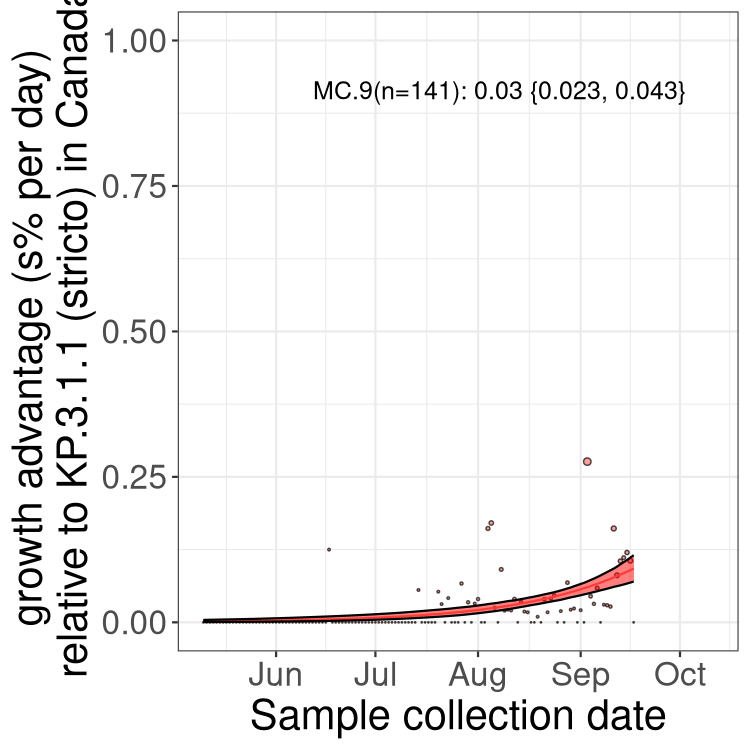 growth advantage (s% per day)
relative to KP.3.1.1 (stricto) in Canada
1.00
0.75
0.50
0.25
0.00
MC.9(n=141): 0.03 {0.023, 0.043}
Jun Jul Aug Sep Oct
Sample collection date